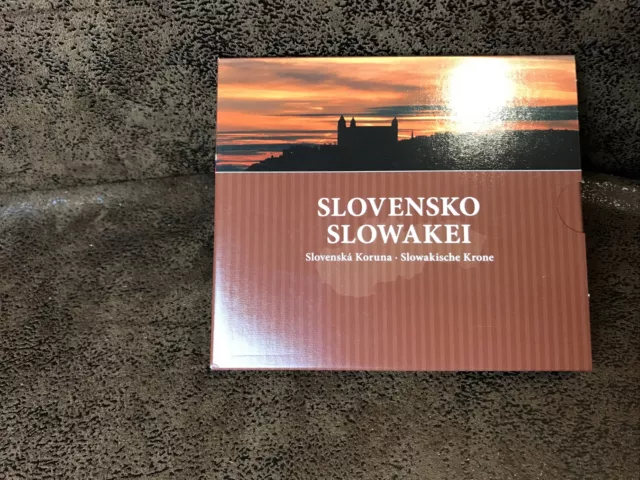 SLOVENSKO
SLOWAKEI
Slovenská Koruna · Slowakische Krone